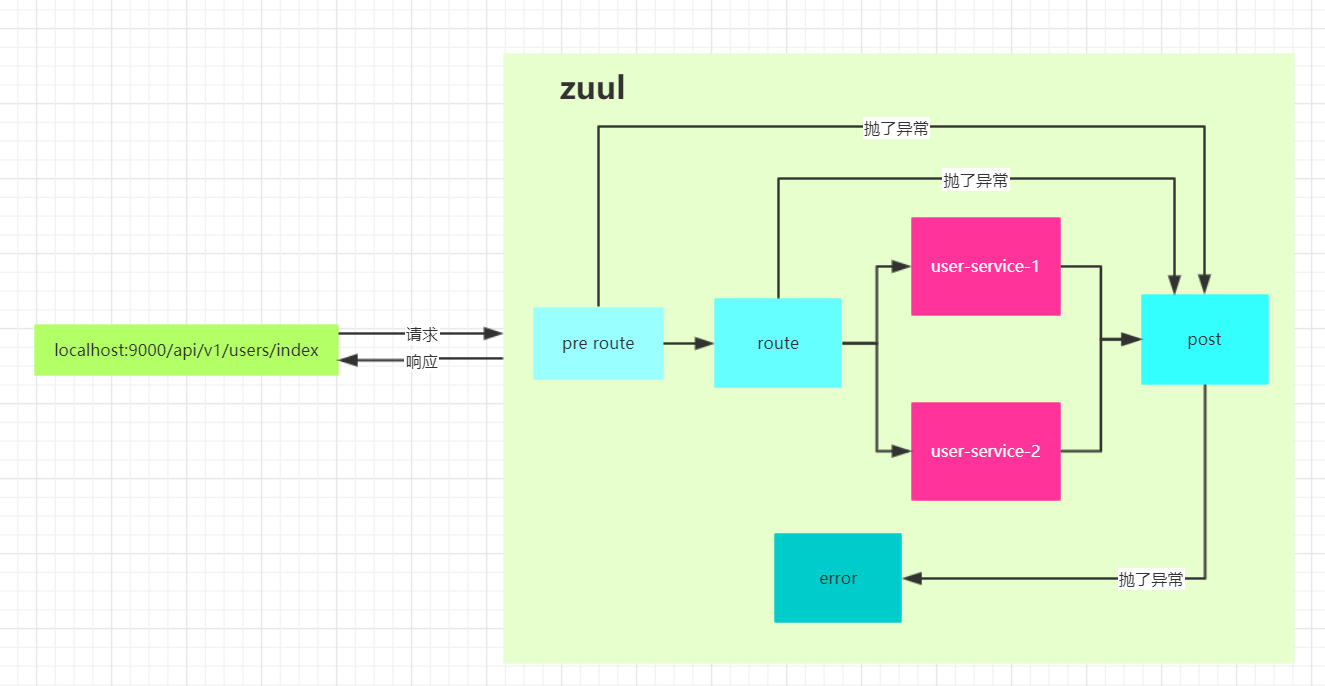 zuul
抛了异常
抛了异常
user-service-1
localhost:9000/api/v1/users/index
请求
响应
pre route
route
post
user-service-2
error
抛了异常